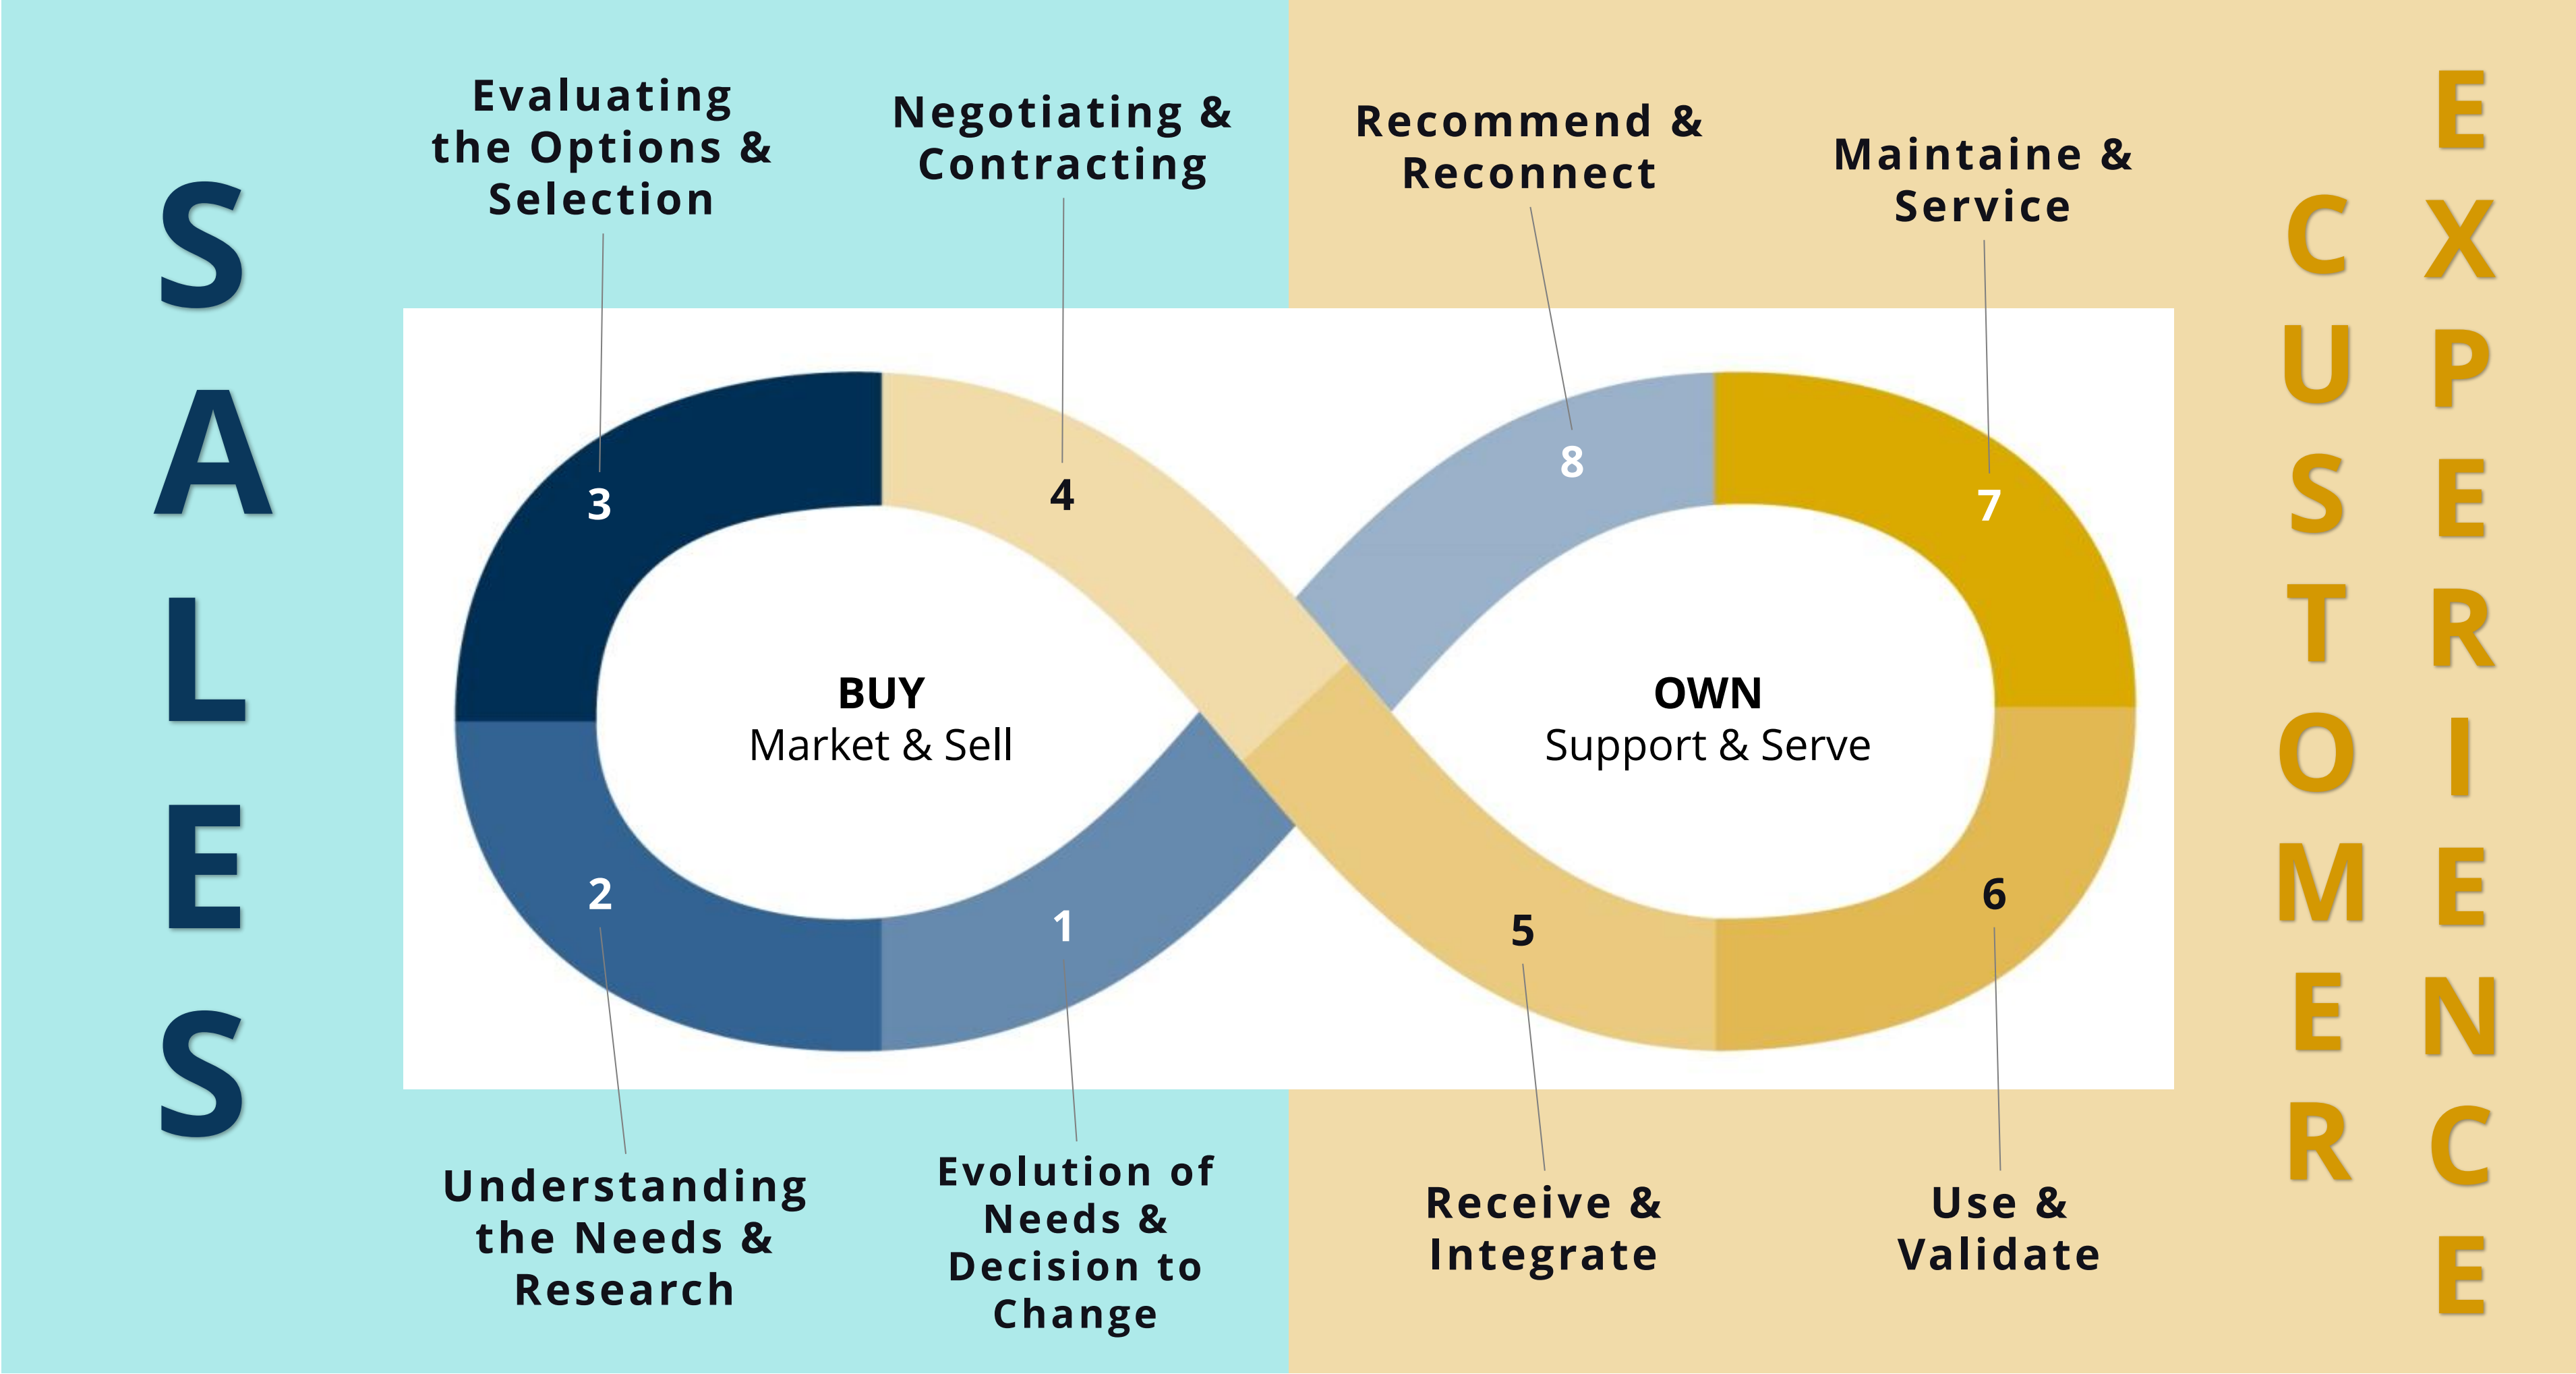 SALES
Evaluating
the Options &
Selection
Negotiating &
Contracting
Recommend &
Reconnect
Maintaine &
Service
3
4
8
7
BUY
Market & Sell
OWN
Support & Serve
2
1
5
6
Understanding
the Needs &
Research
Evolution of
Needs &
Decision to
Change
Receive &
Integrate
Use &
Validate
CUSTOMER
EXPERIENCE